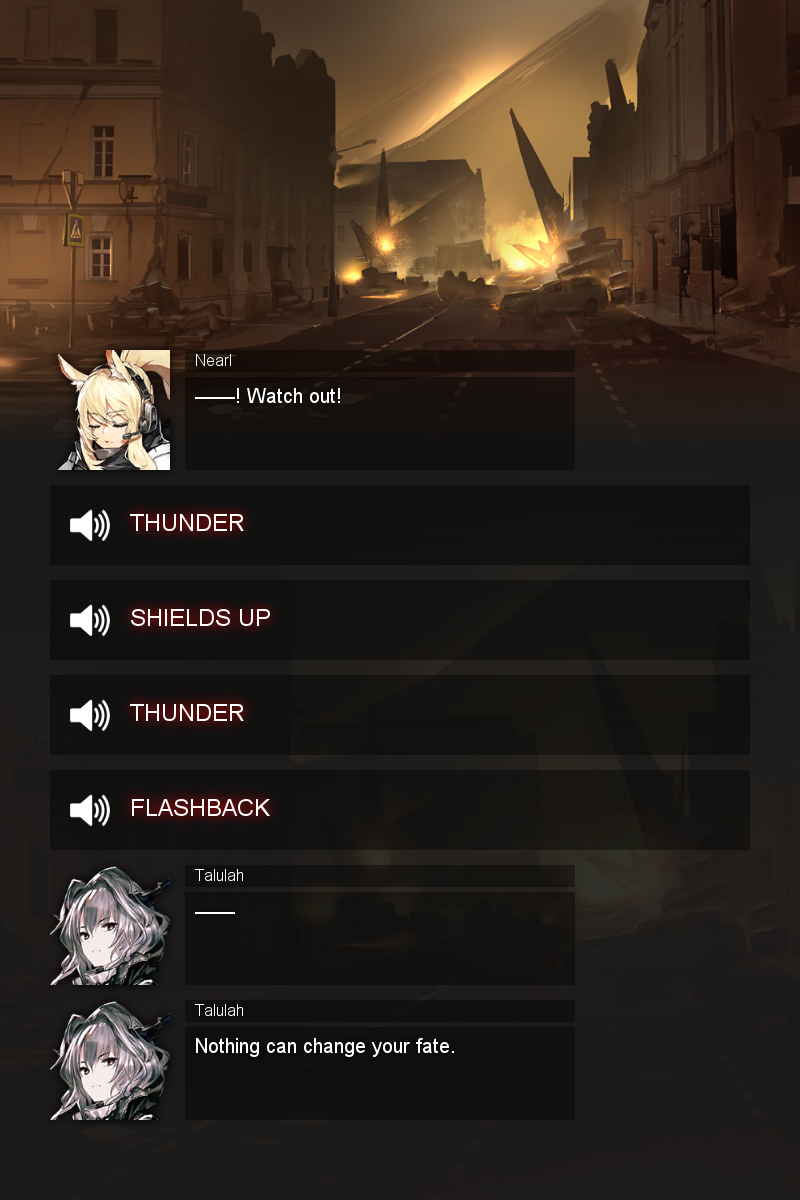 Nearl
——! Watch out!
THUNDER
SHIELDS UP
THUNDER
FLASHBACK
Talulah
——
Talulah
Nothing can change your fate.